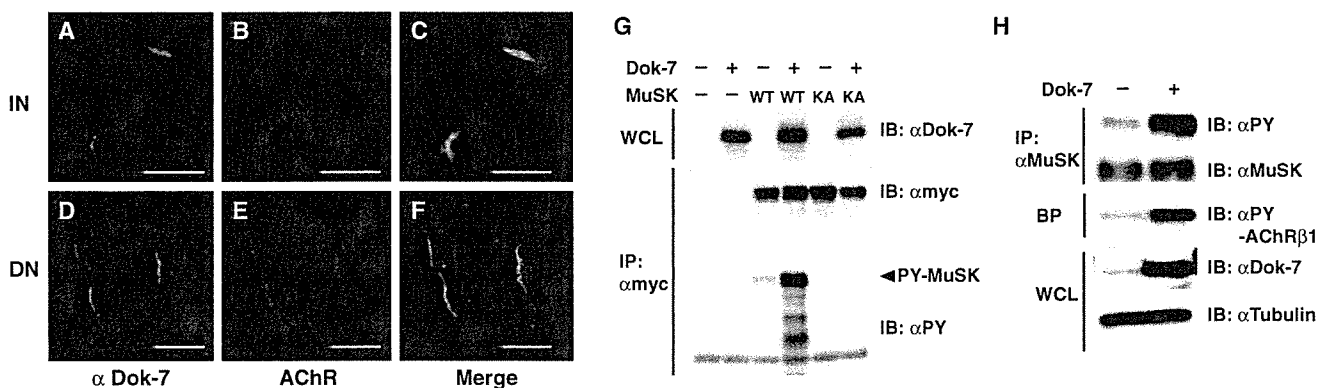 A B C
IN
D E F
DN
α Dok-7 AChR Merge
G
Dok-7 – + – + – +
MuSK – – WT WT KA KA
WCL
IB: αDok-7
IP:
αmyc
IB: αmyc
◄PY-MuSK
IB: αPY
H
Dok-7 – +
IP:
αMuSK
IB: αPY
IB: αMuSK
BP
IB: αPY
-AChRβ1
WCL
IB: αDok-7
IB: αTubulin